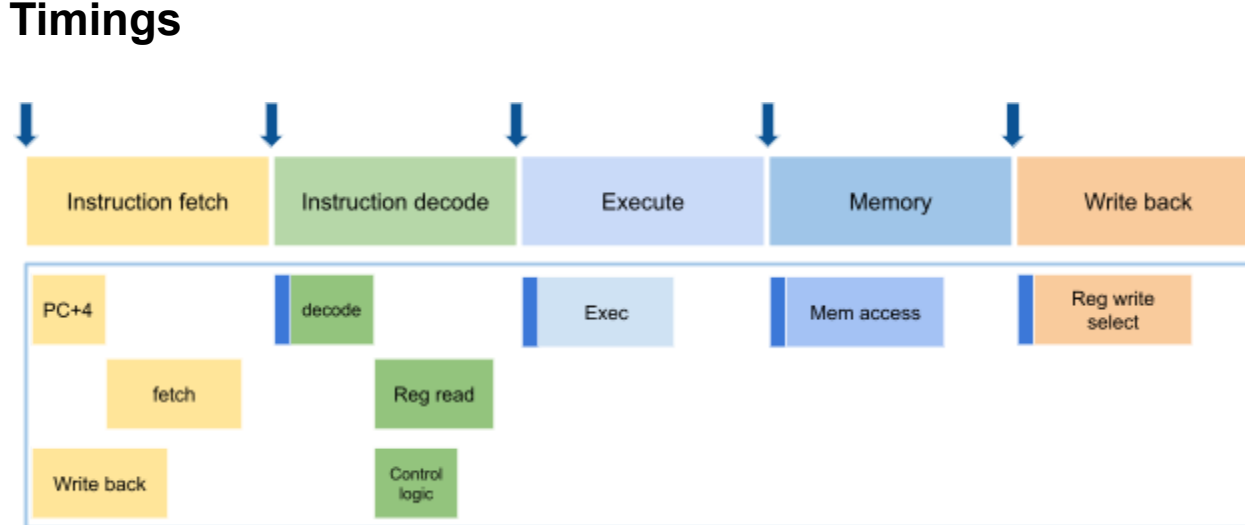 Timings
Instruction fetch
Instruction decode
Execute
Memory
Write back
PC+4
decode
Exec
Mem access
Reg write
select
fetch
Reg read
Write back
Control
logic